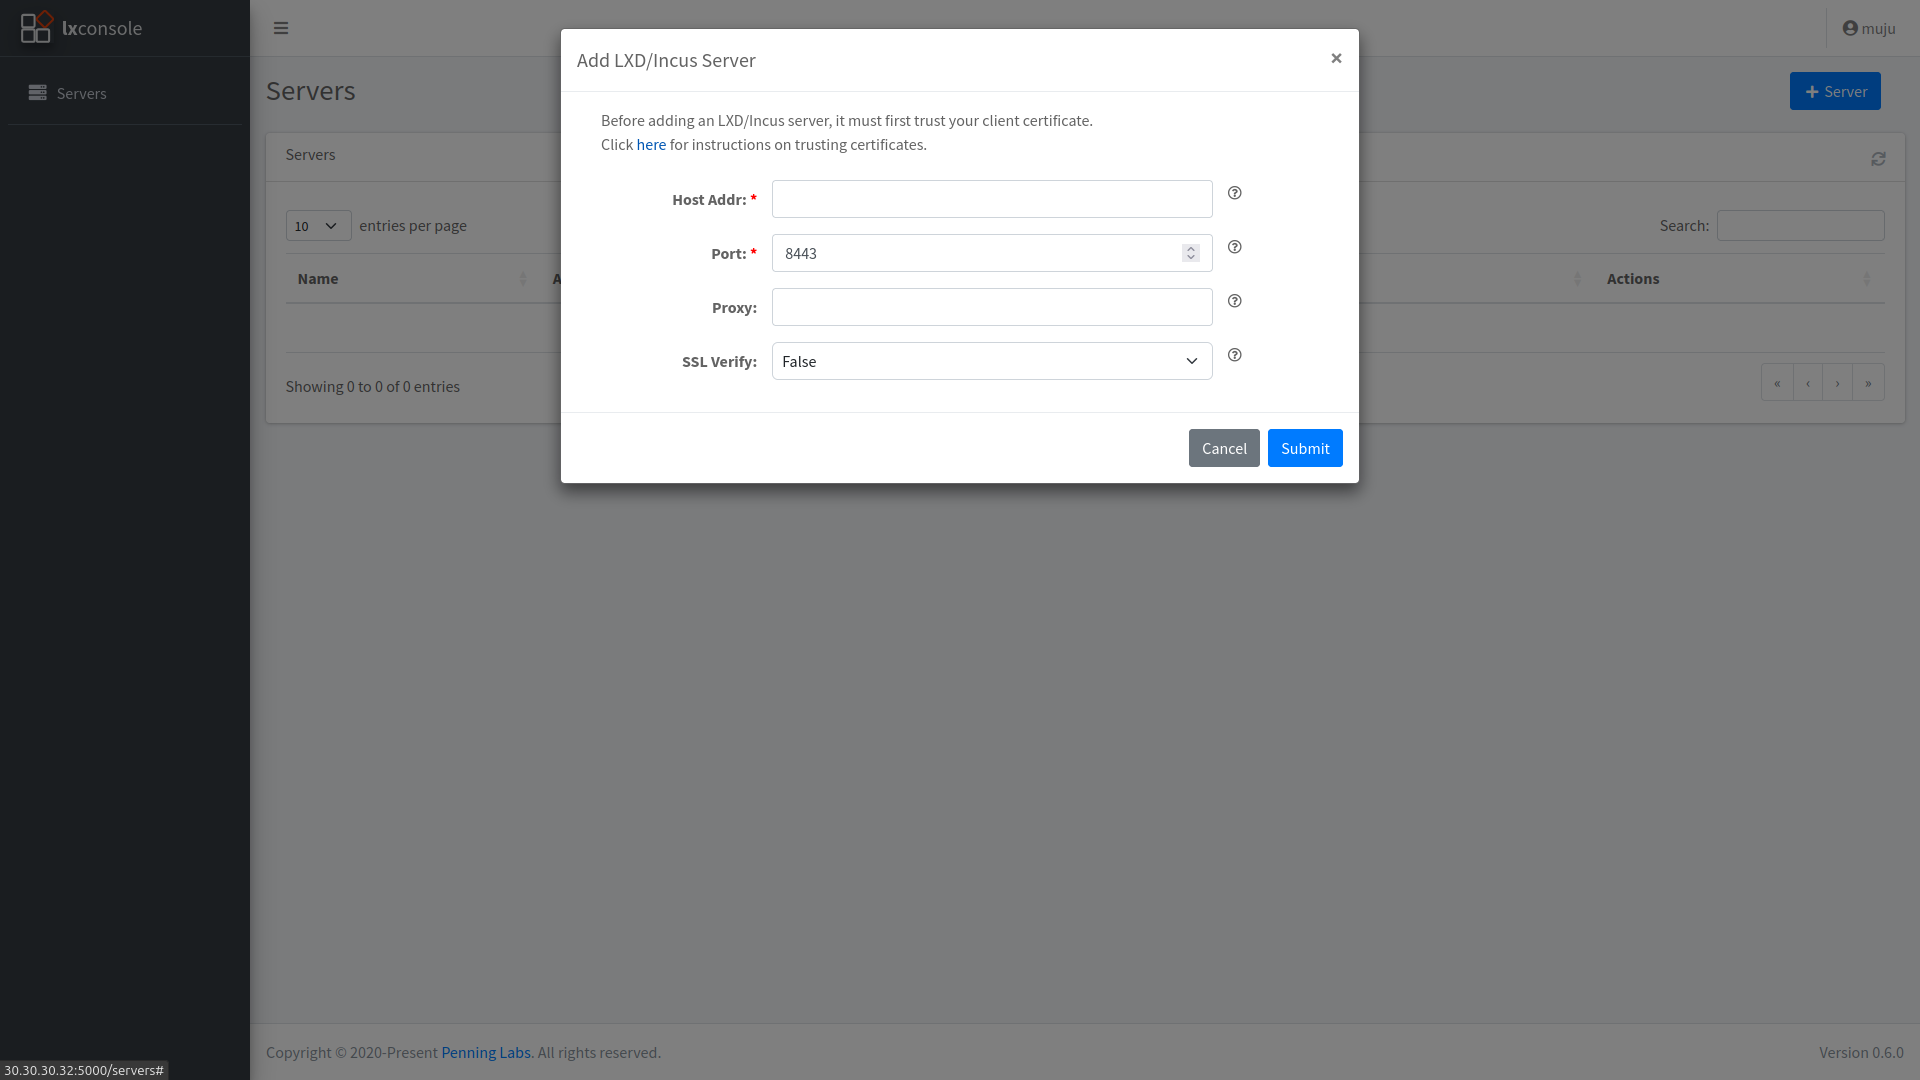 lxconsole
muju
Servers
Servers
+ Server
Servers
10 entries per page
Search:
Name
A
Actions
Showing 0 to 0 of 0 entries
« ‹ › »
Add LXD/Incus Server
×
Before adding an LXD/Incus server, it must first trust your client certificate.
Click here for instructions on trusting certificates.
Host Addr: *
Port: * 8443
Proxy:
SSL Verify: False
Cancel Submit
Copyright © 2020-Present Penning Labs. All rights reserved.
Version 0.6.0
30.30.30.32:5000/servers#